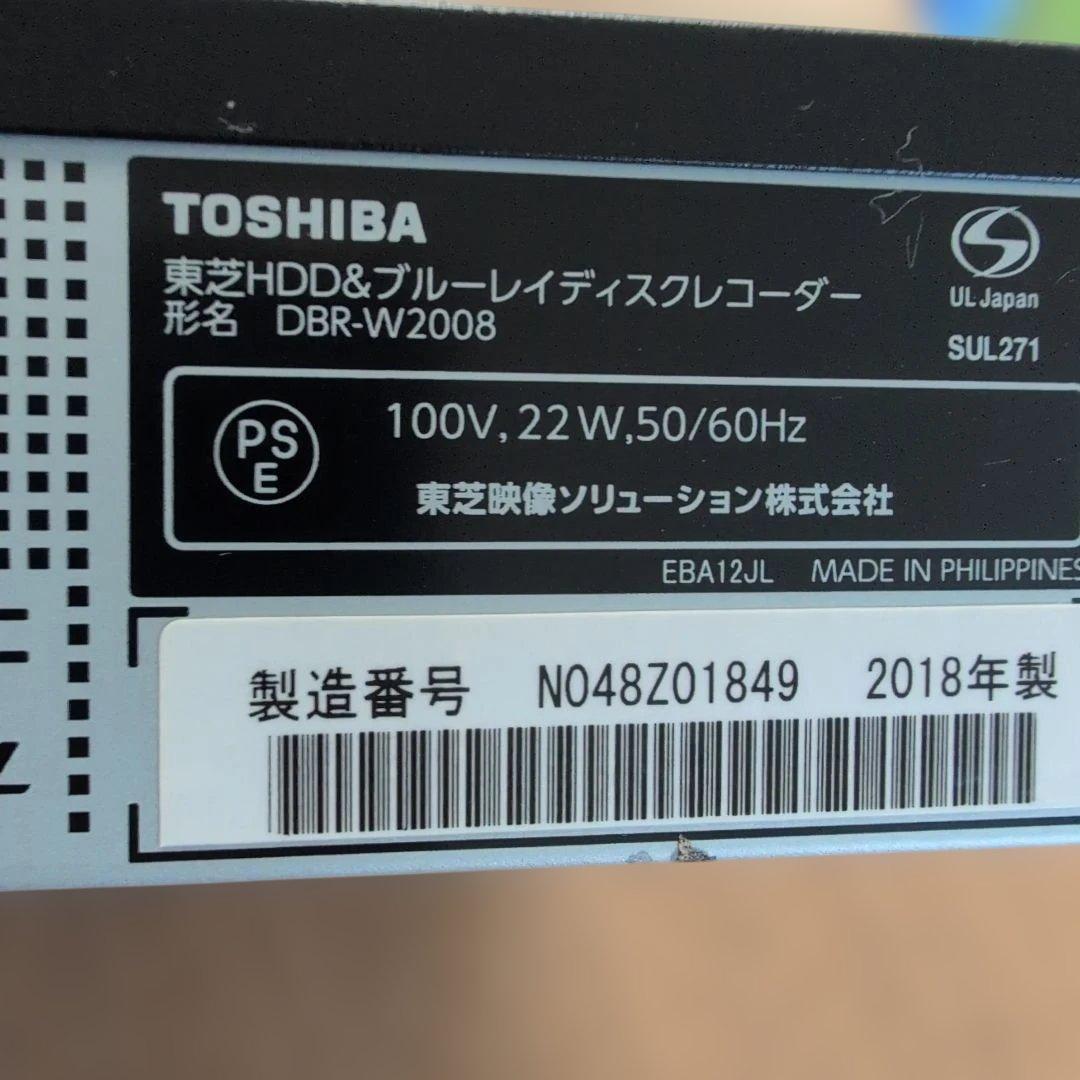 TOSHIBA
東芝HDD&ブルーレイディスクレコーダー
形名 DBR-W2008
UL Japan
SUL271
PS
E
100V, 22W, 50/60Hz
東芝映像ソリューション株式会社
EBA12JL MADE IN PHILIPPINES
製造番号 N048Z01849 2018年製